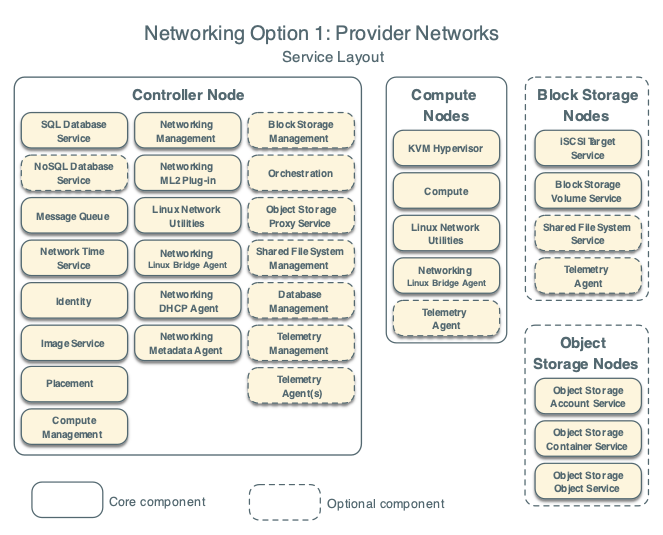 Networking Option 1: Provider Networks
Service Layout
Controller Node
SQL Database
Service
NoSQL Database
Service
Message Queue
Network Time
Service
Identity
Image Service
Placement
Compute
Management
Networking
Management
Networking
ML2 Plug-in
Linux Network
Utilities
Networking
Linux Bridge Agent
Networking
DHCP Agent
Networking
Metadata Agent
Block Storage
Management
Orchestration
Object Storage
Proxy Service
Shared File System
Management
Database
Management
Telemetry
Management
Telemetry
Agent(s)
Compute
Nodes
KVM Hypervisor
Compute
Linux Network
Utilities
Networking
Linux Bridge Agent
Telemetry
Agent
Block Storage
Nodes
iSCSI Target
Service
Block Storage
Volume Service
Shared File System
Service
Telemetry
Agent
Object
Storage Nodes
Object Storage
Account Service
Object Storage
Container Service
Object Storage
Object Service
Core component
Optional component